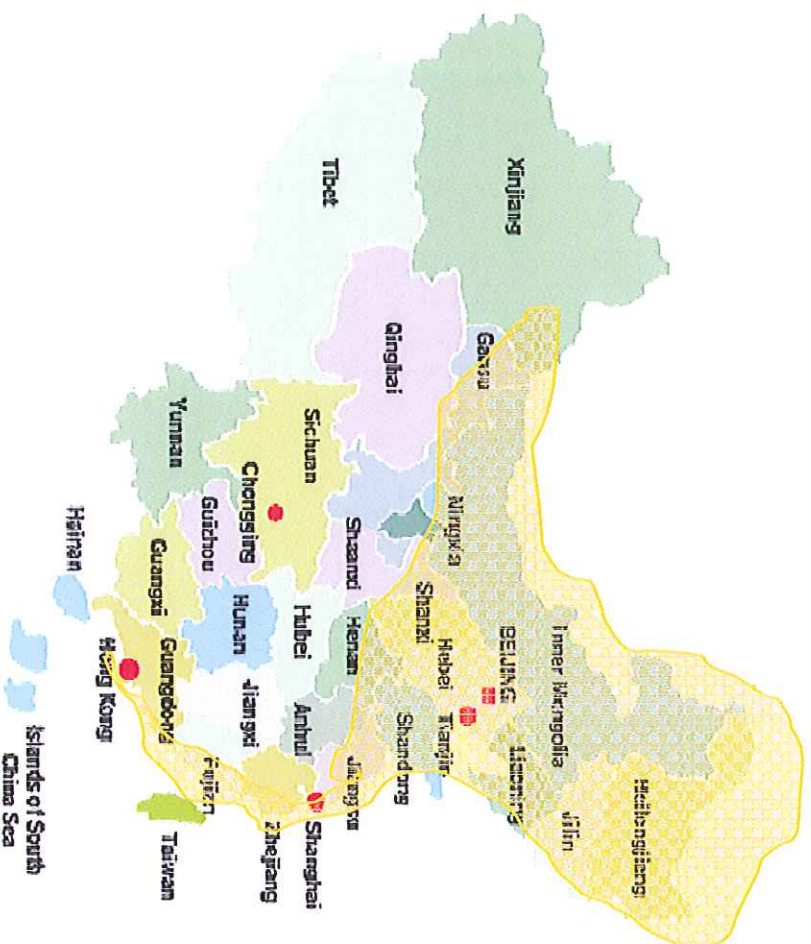 Heilongjiang
Jilin
Inner Mongolia
Xinjiang
Liaoning
BEIJING
Gansu
Tianjin
Hebei
Ningxia
Shanxi
Shandong
Qinghai
Shaanxi
Henan
Jiangsu
Tibet
Sichuan
Hubei
Anhui
Shanghai
Chongqing
Zhejiang
Hunan
Jiangxi
Guizhou
Fujian
Yunnan
Guangxi
Guangdong
Taiwan
Hong Kong
Hainan
Islands of South
China Sea